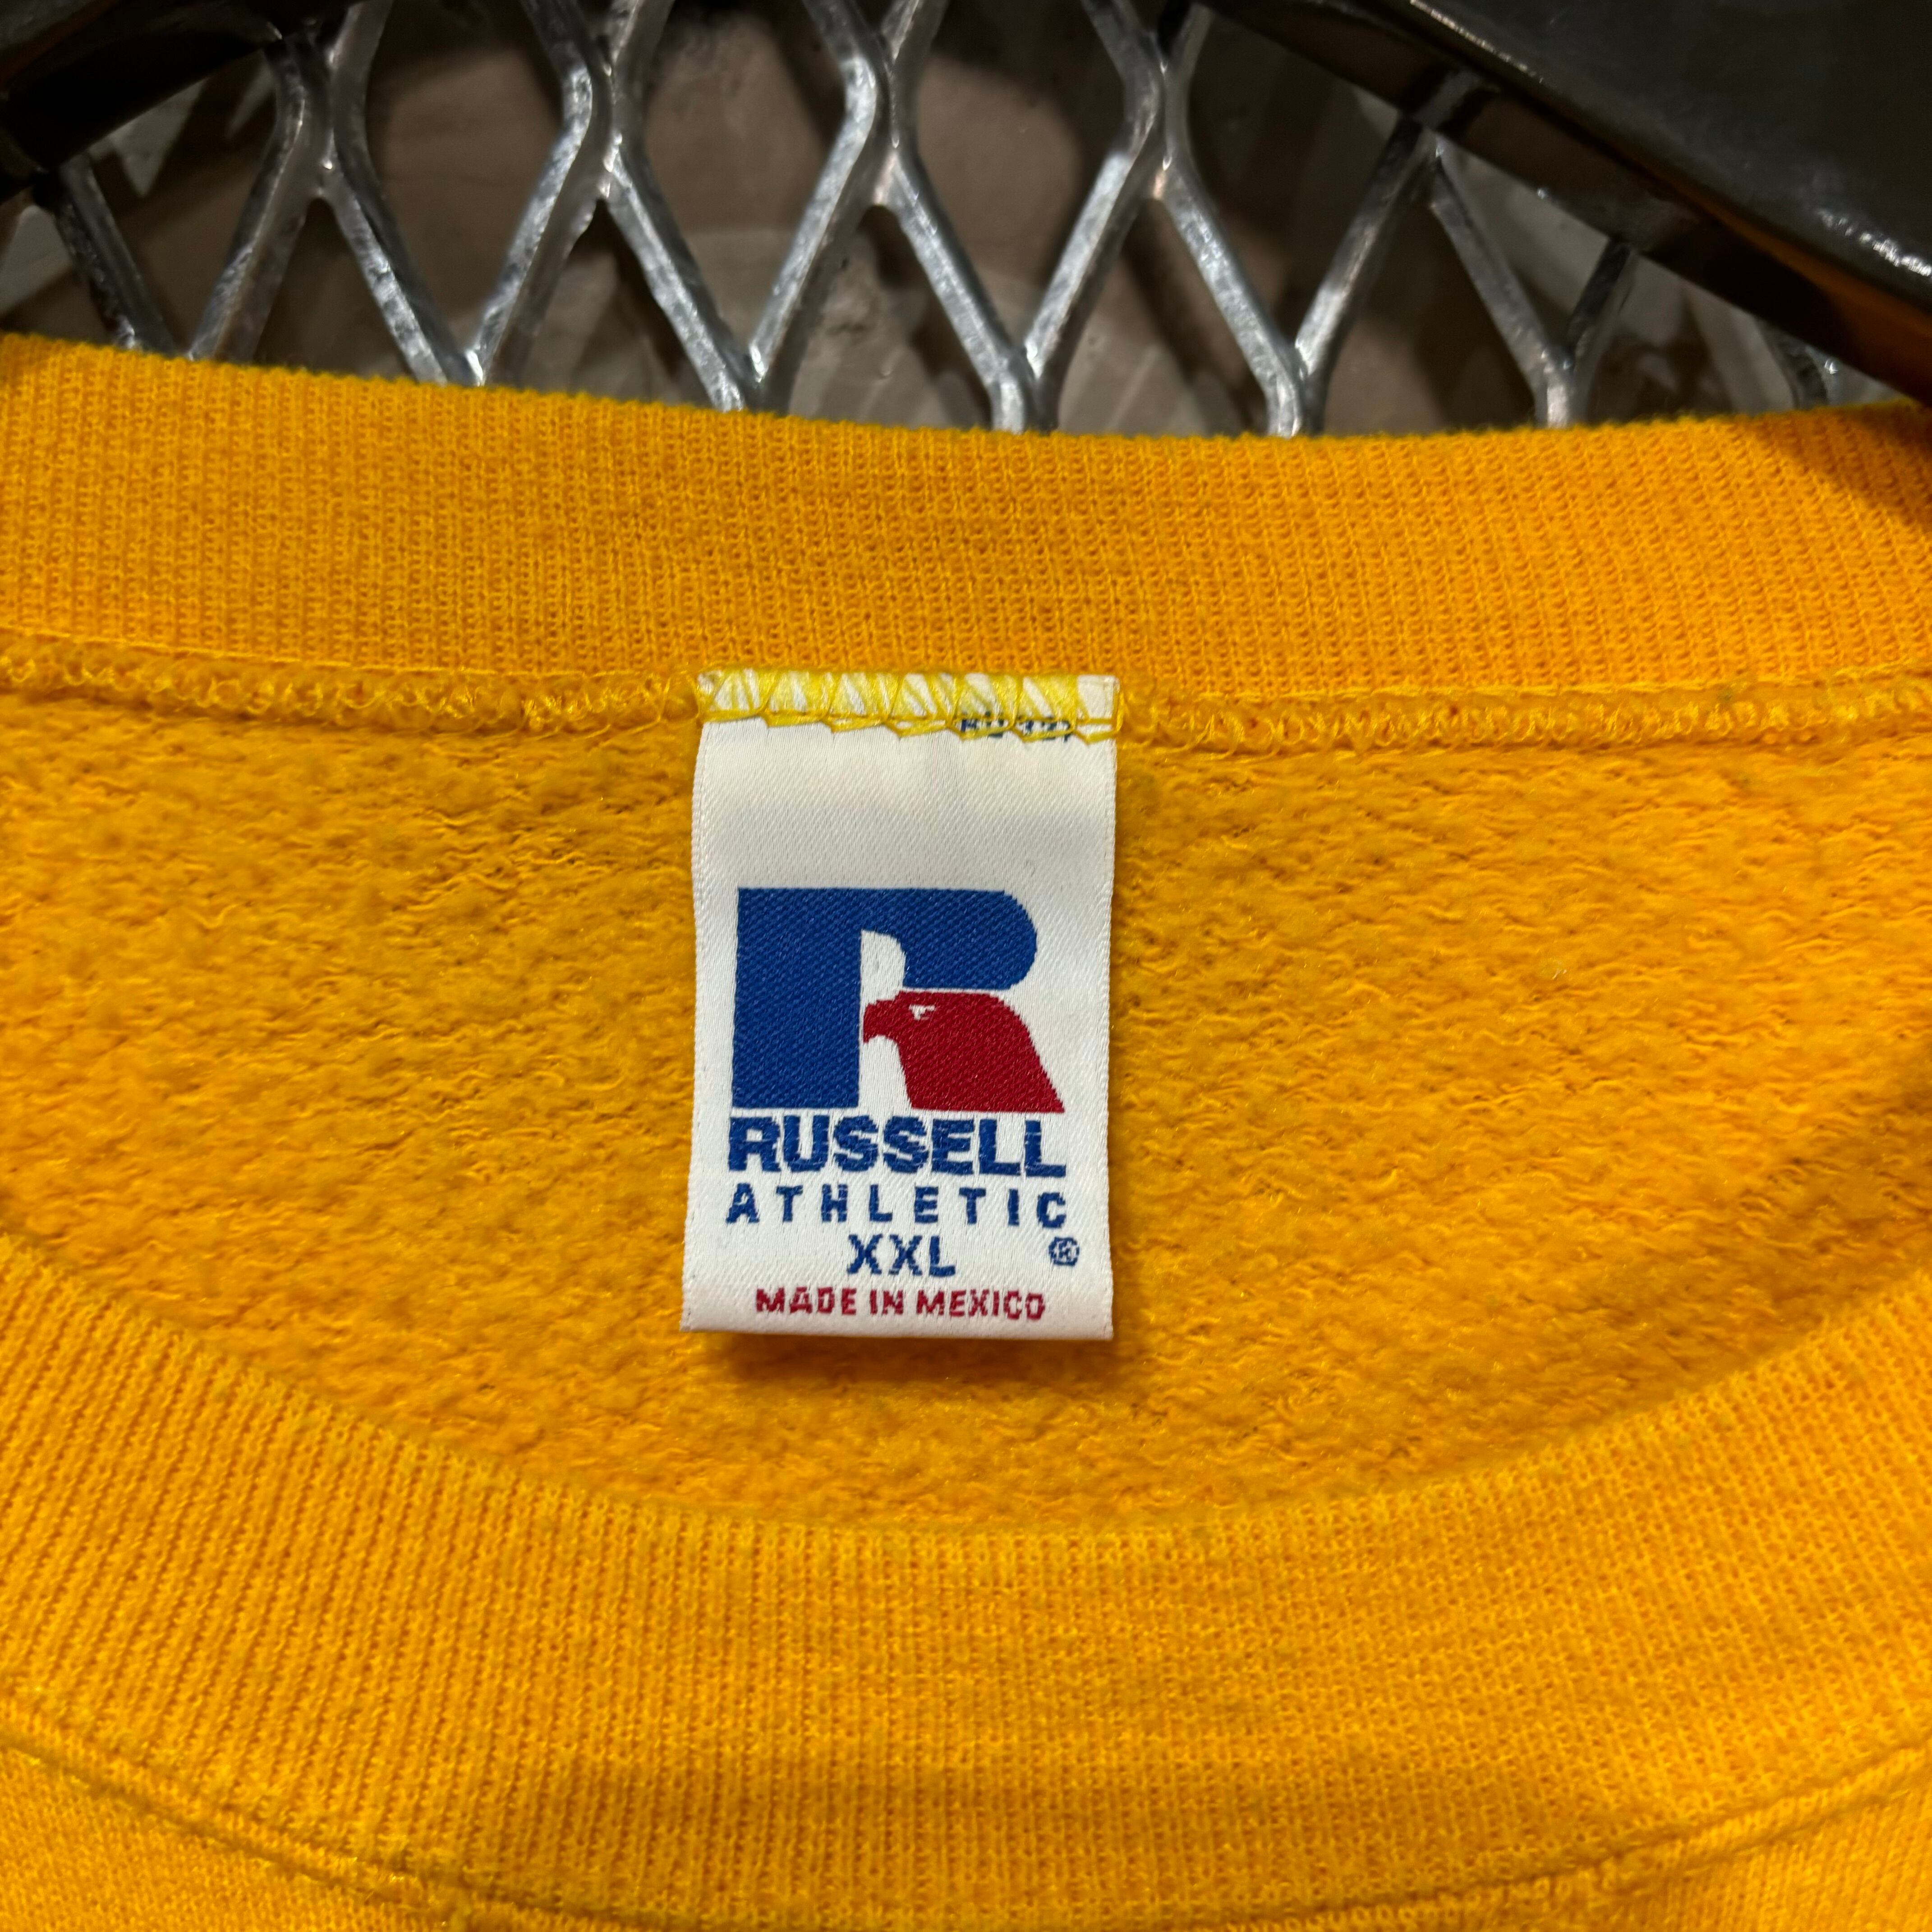 RUSSELL
ATHLETIC
XXL ®
MADE IN MEXICO